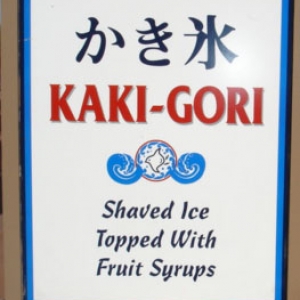 かき氷
KAKI-GORI
Shaved Ice
Topped With
Fruit Syrups